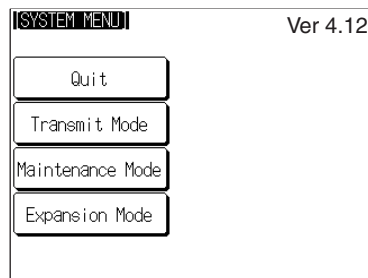 [SYSTEM MENU]
Ver 4.12
Quit
Transmit Mode
Maintenance Mode
Expansion Mode